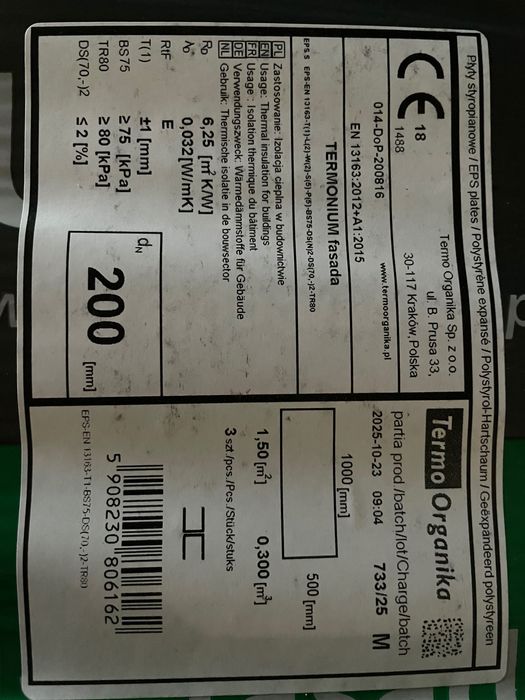 Płyty styropianowe / EPS plates / Polystyrène expansé / Polystyrol-Hartschaum / Geëxpandeerd polystyreen
CE
18
1488
Termo Organika Sp. z o.o.
ul. B. Prusa 33,
30-117 Kraków, Polska
www.termoorganika.pl
014-DoP-200816
EN 13163:2012+A1:2015
TERMONIUM fasada
EPS S EPS-EN 13163-T(1)-L(2)-W(2)-S(5)-P(5)-BS75-DS(N)2-DS(70,-)2-TR80
PL Zastosowanie: Izolacja cieplna w budownictwie
EN Usage: Thermal insulation for buildings
FR Usage : Isolation thermique du bâtiment
DE Verwendungszweck: Wärmedämmstoffe für Gebäude
NL Gebruik: Thermische isolatie in de bouwsector
RD 6,25 [m²K/W]
λD 0,032[W/mK]
RtF E
T(1) ±1 [mm]
BS75 ≥ 75 [kPa]
TR80 ≥ 80 [kPa]
DS(70,-)2 ≤ 2 [%]
dN
200
[mm]
Termo Organika
partia prod./batch/lot/Charge/batch
2025-10-23 09:04 733/25 M
1000 [mm]
500 [mm]
1,50 [m²] 0,300 [m³]
3 szt./pcs./Pcs./Stück/stuks
5 908230 806162
EPS-EN 13163-T1-BS75-DS(70,-)2-TR80